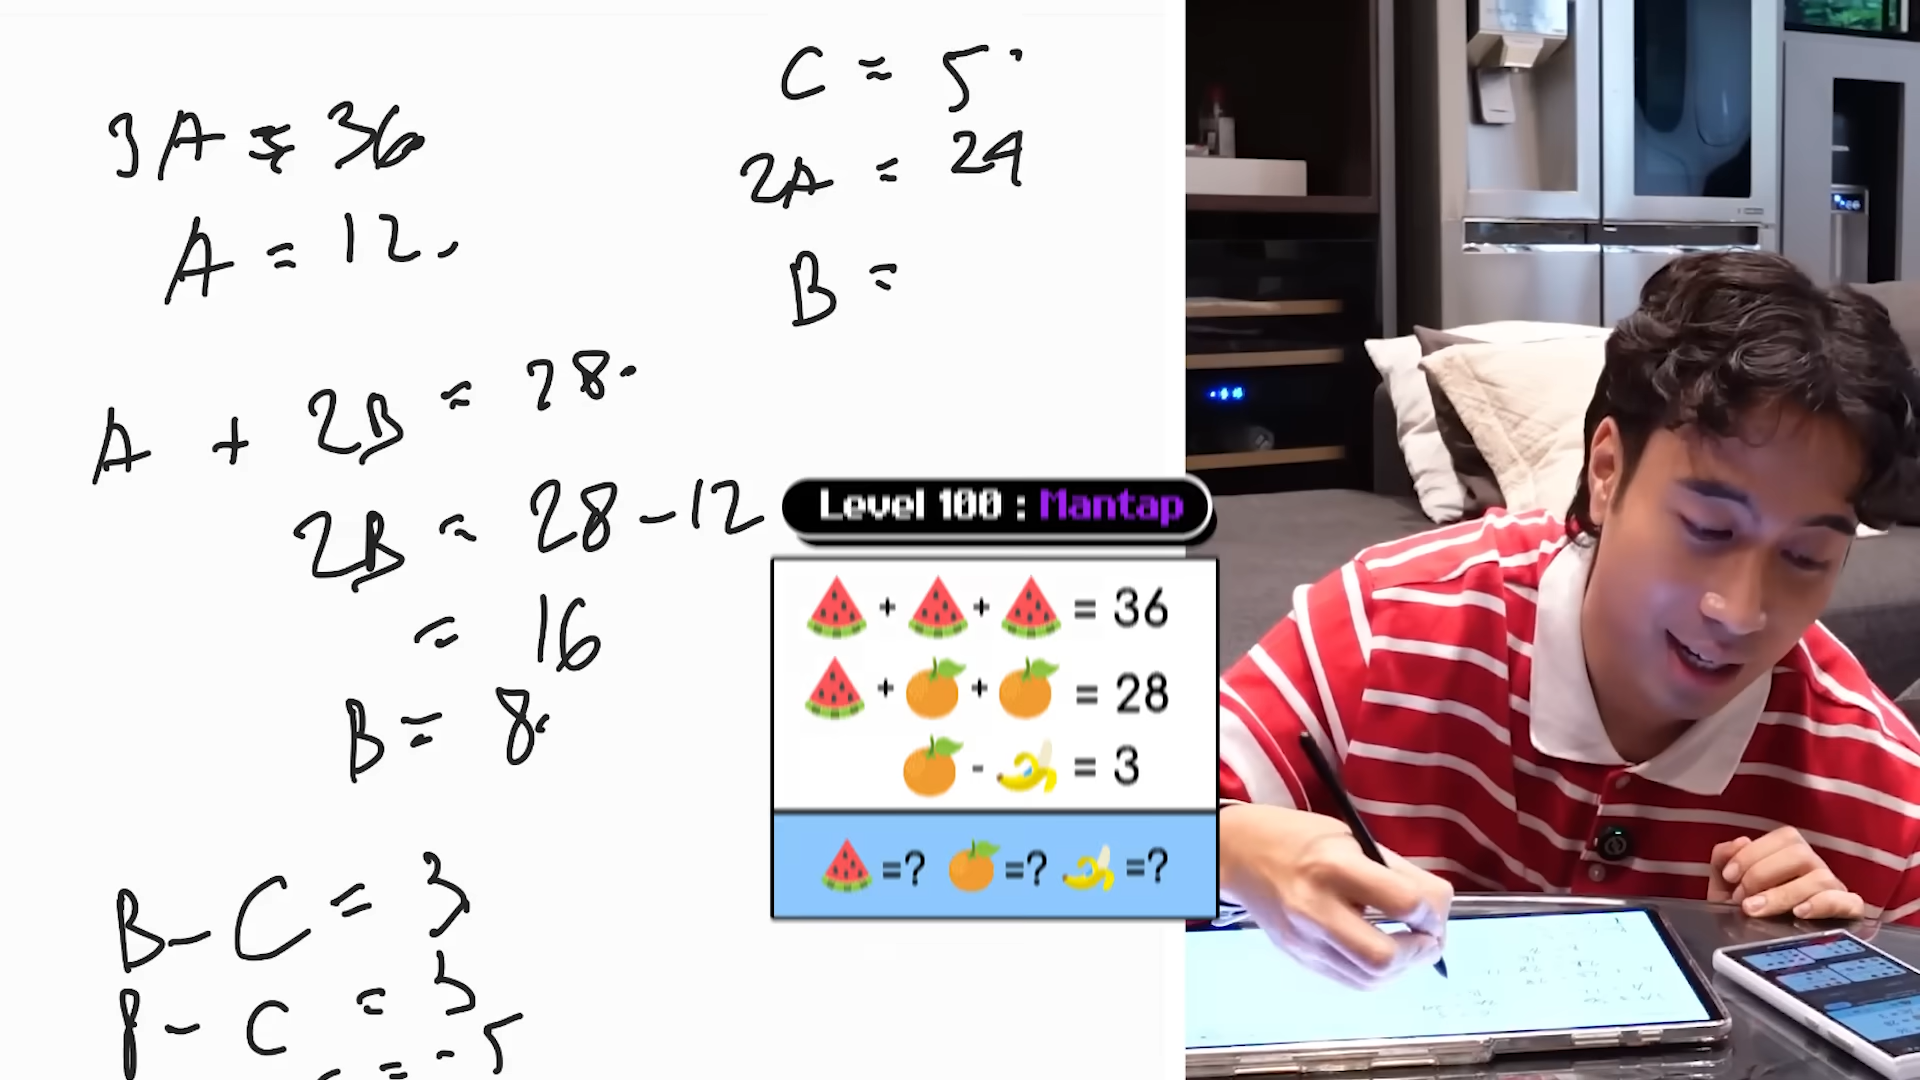 3A = 36
A = 12,
A + 2B = 28.
2B = 28 - 12
= 16
B = 8.
B - C = 3
8 - C = 3
= -5
C = 5
2A = 24
B =
Level 100 : Mantap
+ + = 36
+ + = 28
- = 3
=? =? =?